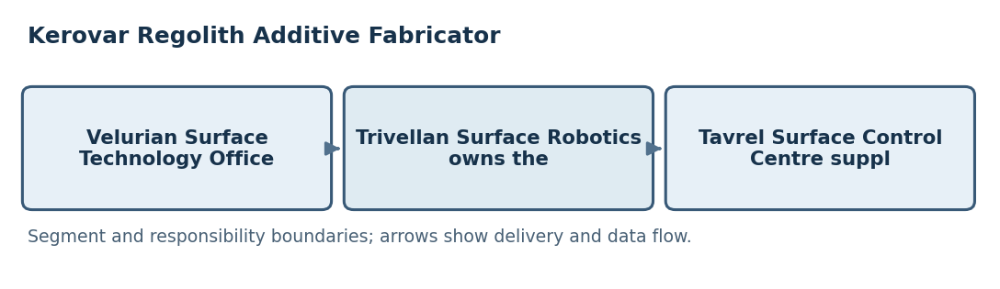 Kerovar Regolith Additive Fabricator
Velurian Surface
Technology Office
Trivellan Surface Robotics
owns the
Tavrel Surface Control
Centre suppl
Segment and responsibility boundaries; arrows show delivery and data flow.